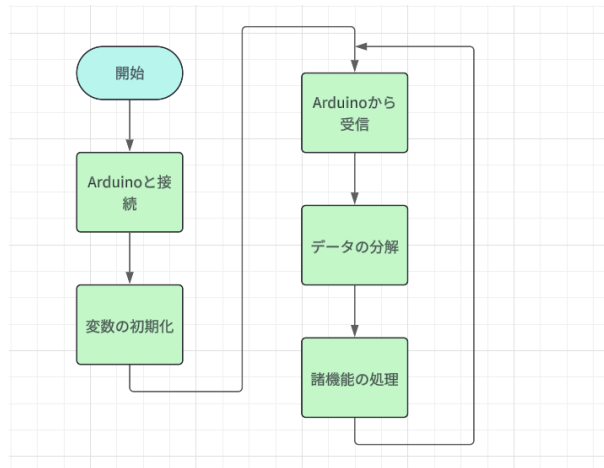 開始
Arduinoと接
続
変数の初期化
Arduinoから
受信
データの分解
諸機能の処理